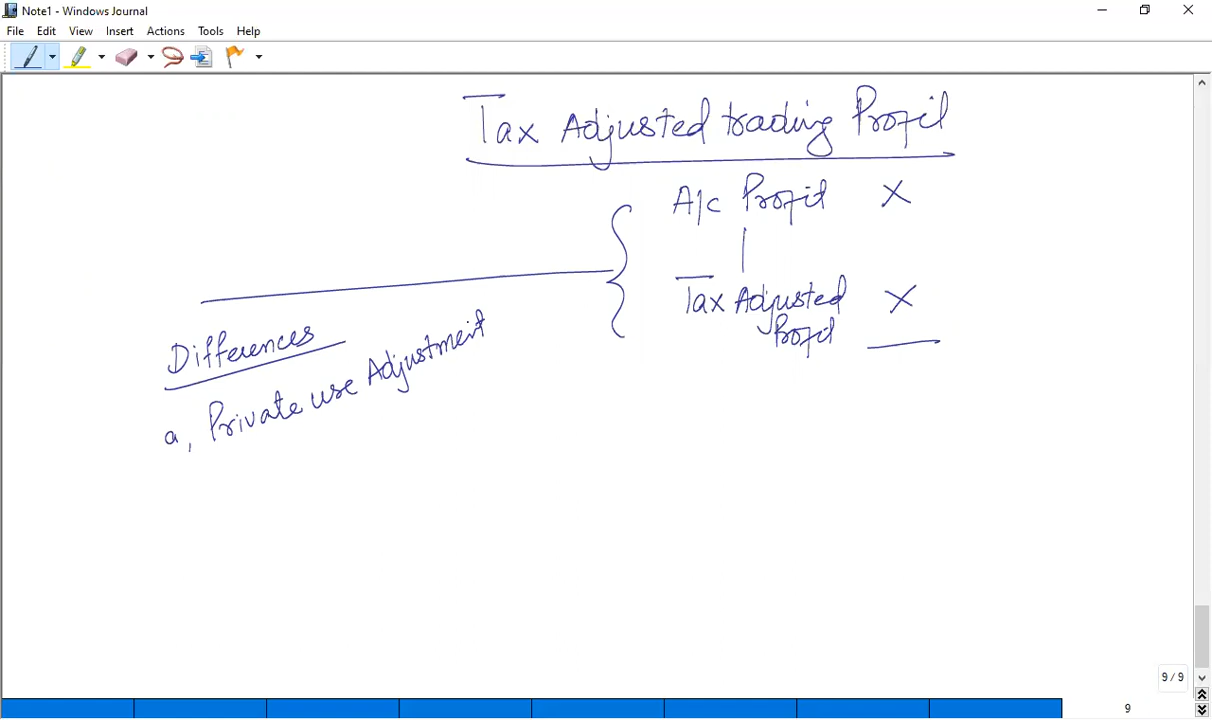 Note1 - Windows Journal
File Edit View Insert Actions Tools Help
Tax Adjusted trading Profit
A/c Profit X
Tax Adjusted X
Profit
Differences
a, Private use Adjustment
9 / 9
9